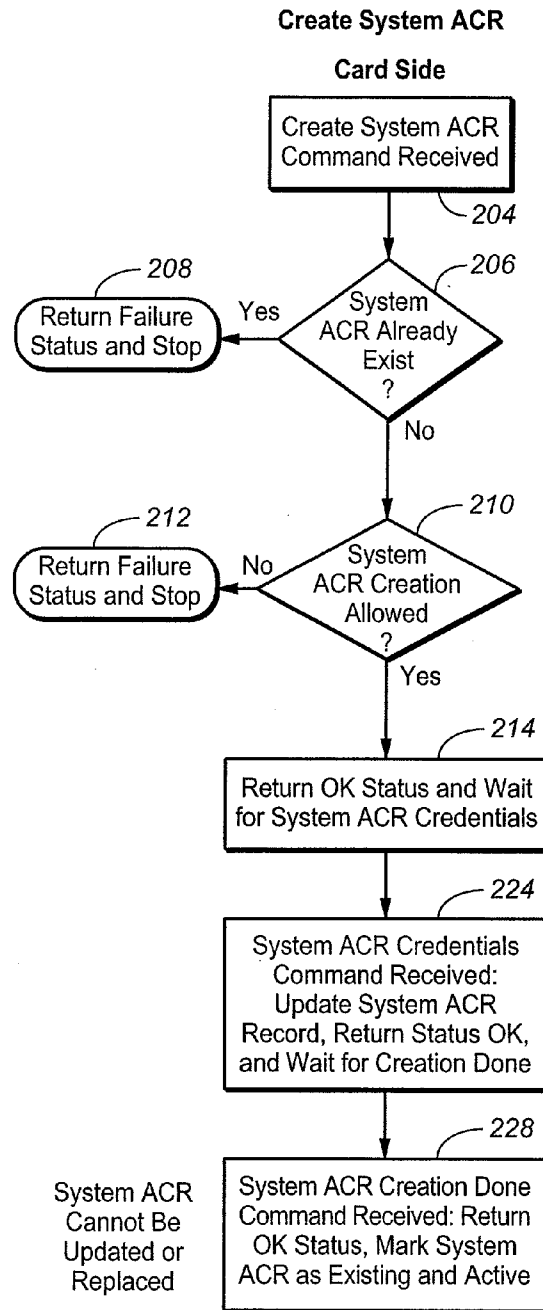 Create System ACR
Card Side
Create System ACR
Command Received
204
206
208
System
ACR Already
Exist
?
Yes
Return Failure
Status and Stop
No
210
212
System
ACR Creation
Allowed
?
No
Return Failure
Status and Stop
Yes
214
Return OK Status and Wait
for System ACR Credentials
224
System ACR Credentials
Command Received:
Update System ACR
Record, Return Status OK,
and Wait for Creation Done
228
System ACR
Cannot Be
Updated or
Replaced
System ACR Creation Done
Command Received: Return
OK Status, Mark System
ACR as Existing and Active